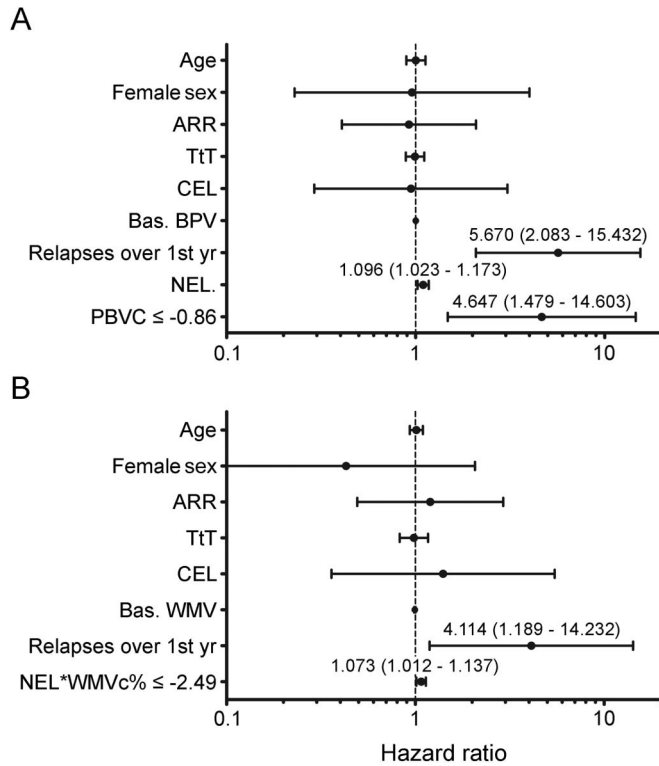 A
Age
Female sex
ARR
TtT
CEL
Bas. BPV
5.670 (2.083 - 15.432)
Relapses over 1st yr
1.096 (1.023 - 1.173)
NEL.
4.647 (1.479 - 14.603)
PBVC ≤ -0.86
0.1 1 10
B
Age
Female sex
ARR
TtT
CEL
Bas. WMV
4.114 (1.189 - 14.232)
Relapses over 1st yr
1.073 (1.012 - 1.137)
NEL*WMVc% ≤ -2.49
0.1 1 10
Hazard ratio